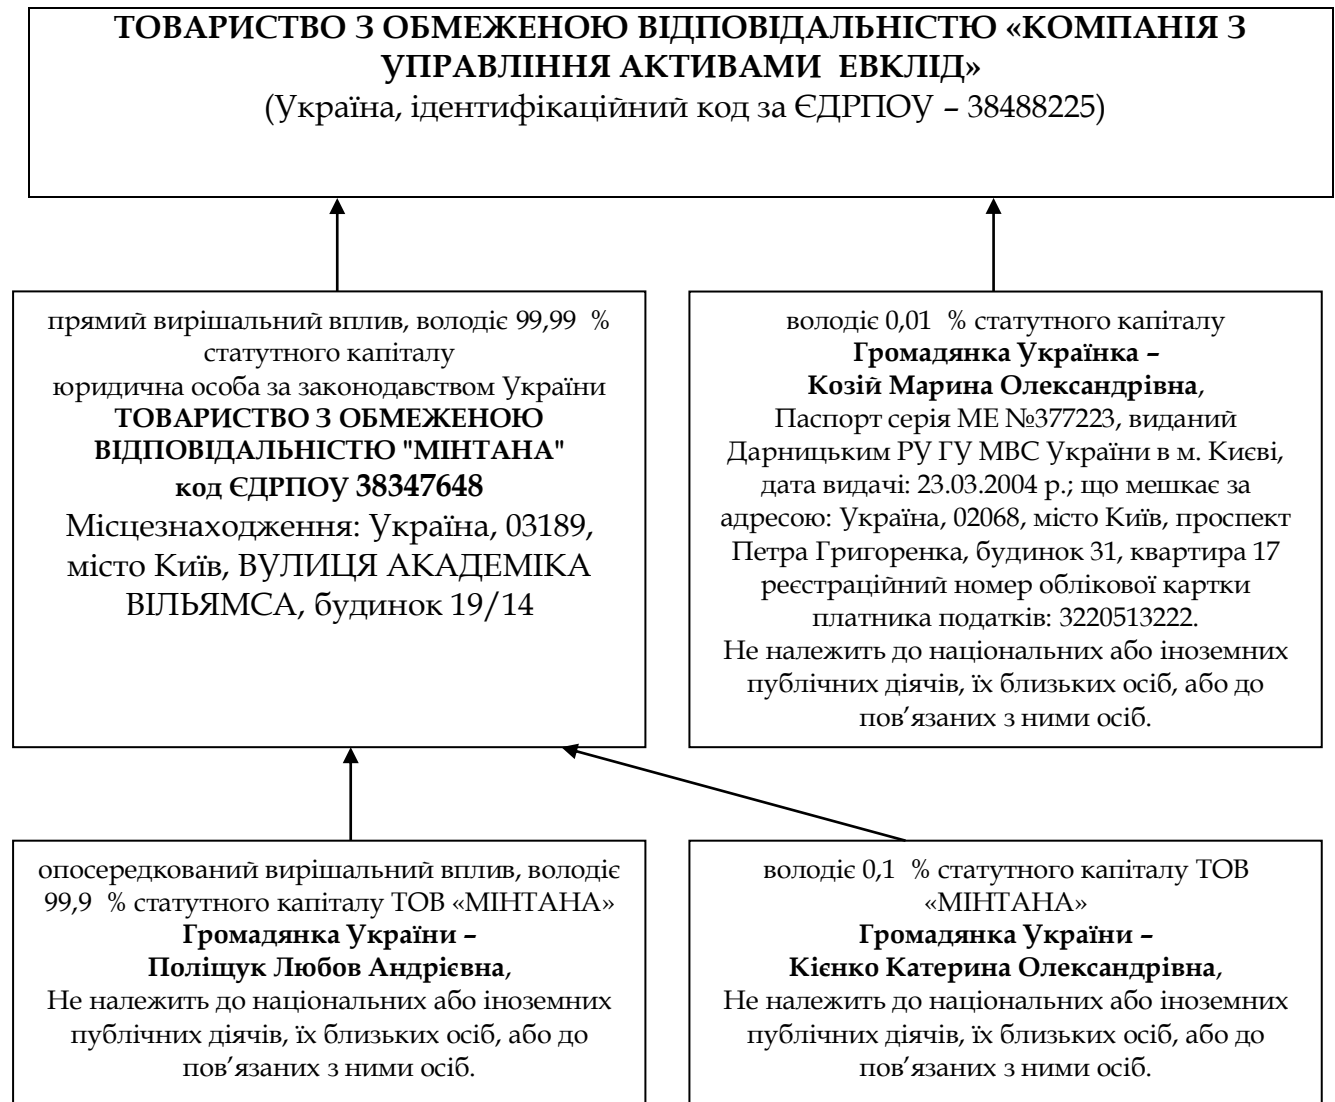 ТОВАРИСТВО З ОБМЕЖЕНОЮ ВІДПОВІДАЛЬНІСТЮ «КОМПАНІЯ З
УПРАВЛІННЯ АКТИВАМИ ЕВКЛІД»
(Україна, ідентифікаційний код за ЄДРПОУ – 38488225)
прямий вирішальний вплив, володіє 99,99 %
статутного капіталу
юридична особа за законодавством України
ТОВАРИСТВО З ОБМЕЖЕНОЮ
ВІДПОВІДАЛЬНІСТЮ "МІНТАНА"
код ЄДРПОУ 38347648
Місцезнаходження: Україна, 03189,
місто Київ, ВУЛИЦЯ АКАДЕМІКА
ВІЛЬЯМСА, будинок 19/14
володіє 0,01 % статутного капіталу
Громадянка Українка –
Козій Марина Олександрівна,
Паспорт серія МЕ №377223, виданий
Дарницьким РУ ГУ МВС України в м. Києві,
дата видачі: 23.03.2004 р.; що мешкає за
адресою: Україна, 02068, місто Київ, проспект
Петра Григоренка, будинок 31, квартира 17
реєстраційний номер облікової картки
платника податків: 3220513222.
Не належить до національних або іноземних
публічних діячів, їх близьких осіб, або до
пов’язаних з ними осіб.
опосередкований вирішальний вплив, володіє
99,9 % статутного капіталу ТОВ «МІНТАНА»
Громадянка України –
Поліщук Любов Андрієвна,
Не належить до національних або іноземних
публічних діячів, їх близьких осіб, або до
пов’язаних з ними осіб.
володіє 0,1 % статутного капіталу ТОВ
«МІНТАНА»
Громадянка України –
Кієнко Катерина Олександрівна,
Не належить до національних або іноземних
публічних діячів, їх близьких осіб, або до
пов’язаних з ними осіб.